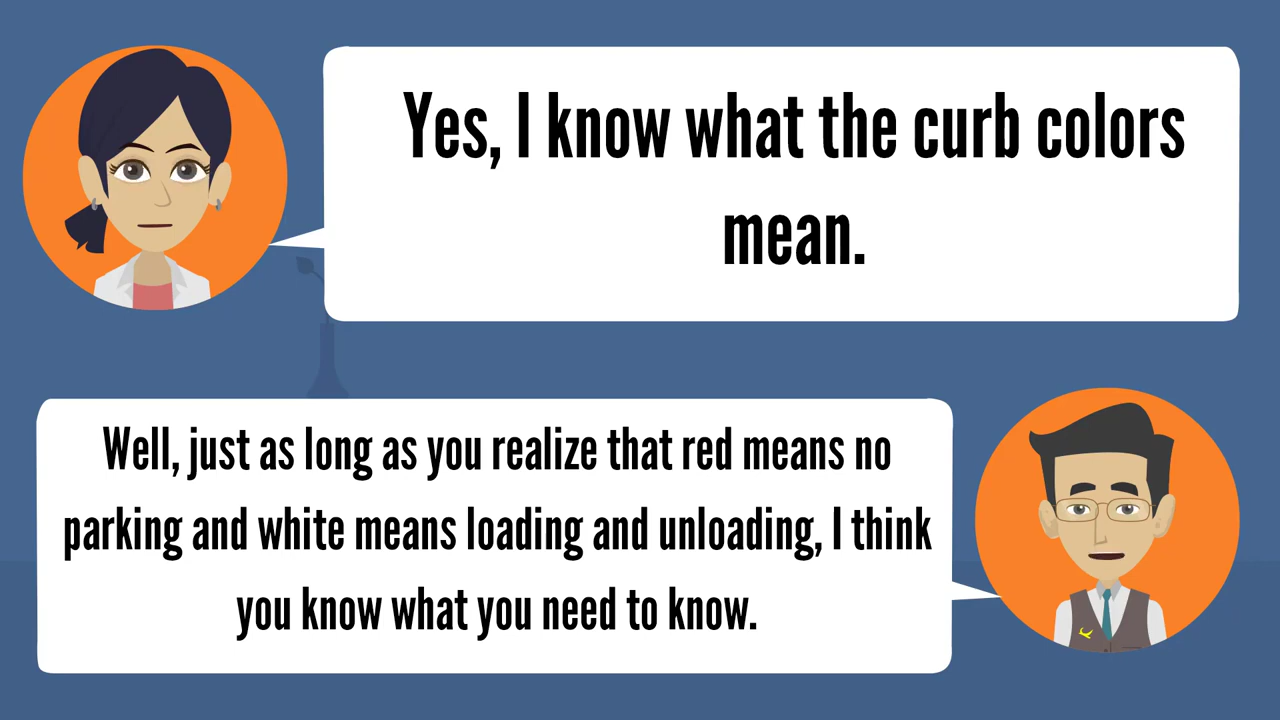 Yes, I know what the curb colors
mean.
Well, just as long as you realize that red means no
parking and white means loading and unloading, I think
you know what you need to know.